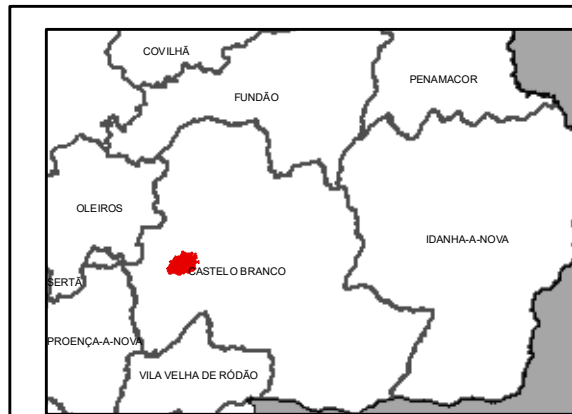 COVILHÃ
PENAMACOR
FUNDÃO
OLEIROS
IDANHA-A-NOVA
CASTELO BRANCO
SERTÃ
PROENÇA-A-NOVA
VILA VELHA DE RÓDÃO